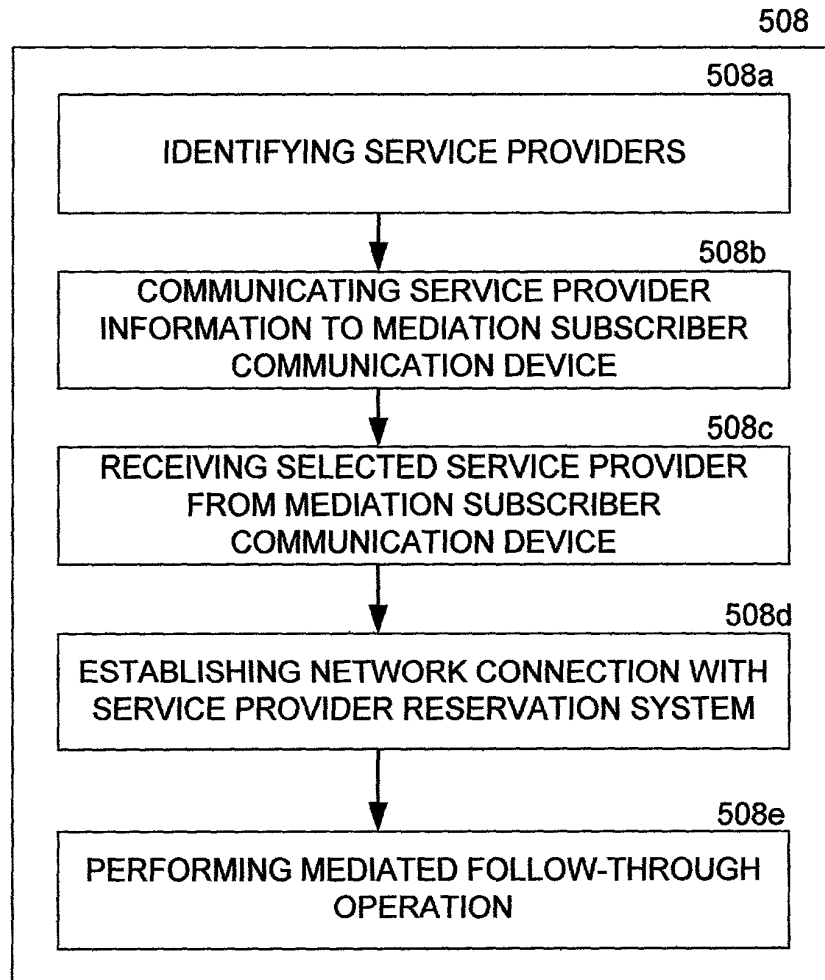 508
508a
IDENTIFYING SERVICE PROVIDERS
508b
COMMUNICATING SERVICE PROVIDER
INFORMATION TO MEDIATION SUBSCRIBER
COMMUNICATION DEVICE
508c
RECEIVING SELECTED SERVICE PROVIDER
FROM MEDIATION SUBSCRIBER
COMMUNICATION DEVICE
508d
ESTABLISHING NETWORK CONNECTION WITH
SERVICE PROVIDER RESERVATION SYSTEM
508e
PERFORMING MEDIATED FOLLOW-THROUGH
OPERATION